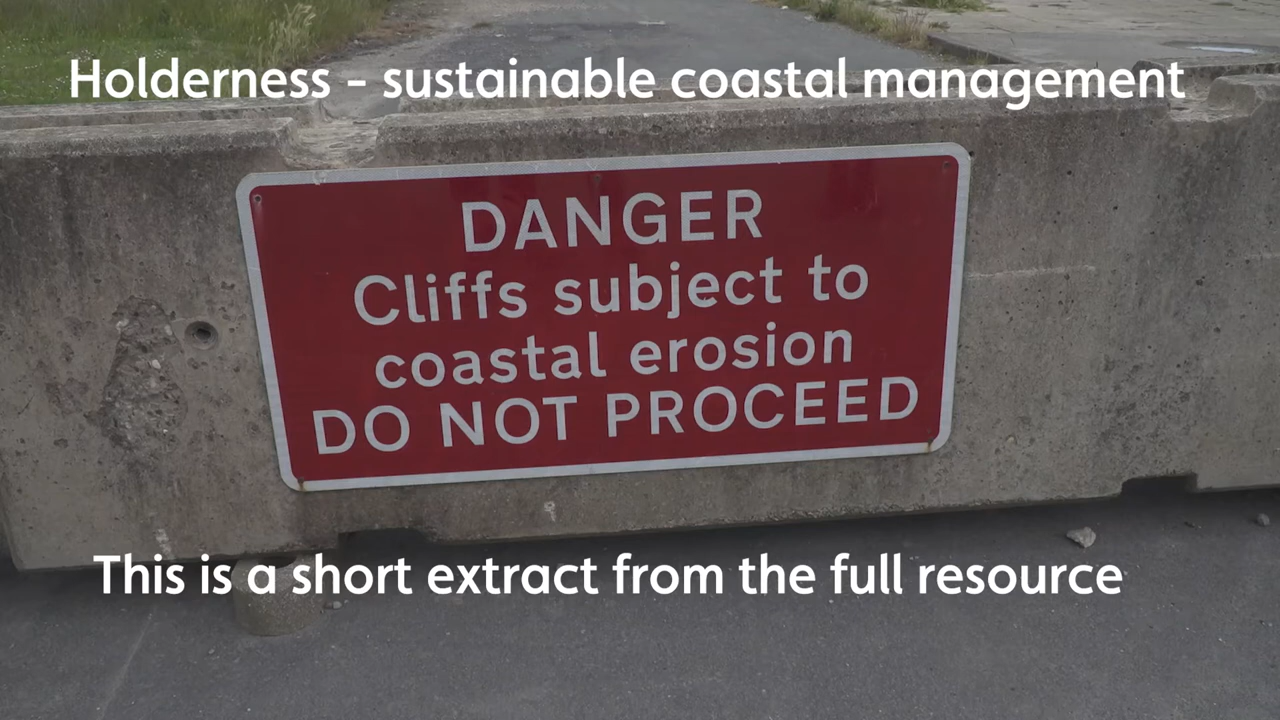 Holderness - sustainable coastal management
DANGER
Cliffs subject to
coastal erosion
DO NOT PROCEED
This is a short extract from the full resource